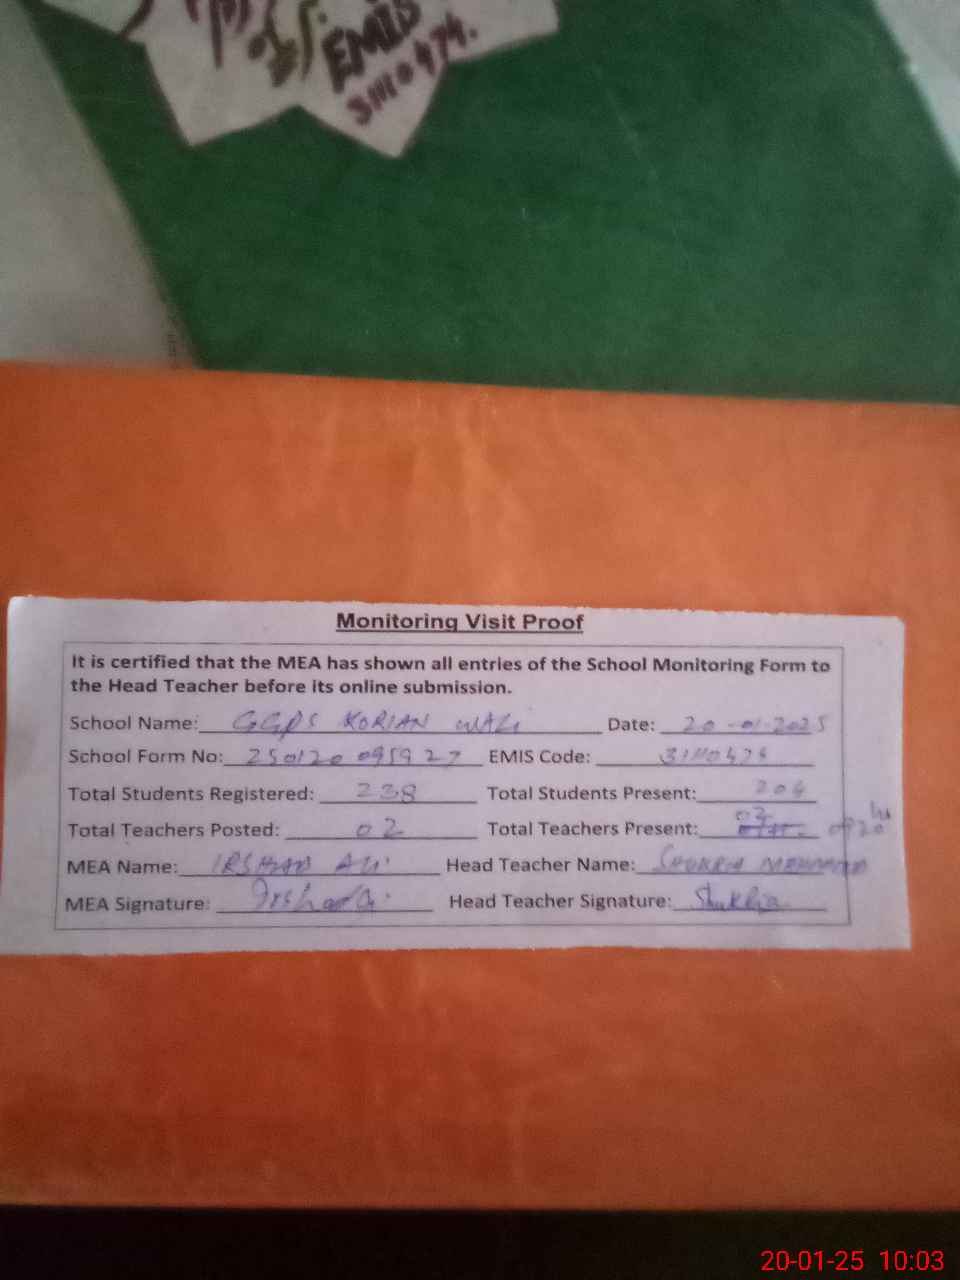 EMIS
31110474.
Monitoring Visit Proof
It is certified that the MEA has shown all entries of the School Monitoring Form to
the Head Teacher before its online submission.
School Name: GGPS KORIAN WALI Date: 20-01-2025
School Form No: 250120 095927 EMIS Code: 31110474
Total Students Registered: 238 Total Students Present: 204
Total Teachers Posted: 02 Total Teachers Present: 02
MEA Name: IRSHAD ALI Head Teacher Name: SHUKRIA
MEA Signature: Head Teacher Signature: Shukria
20-01-25 10:03